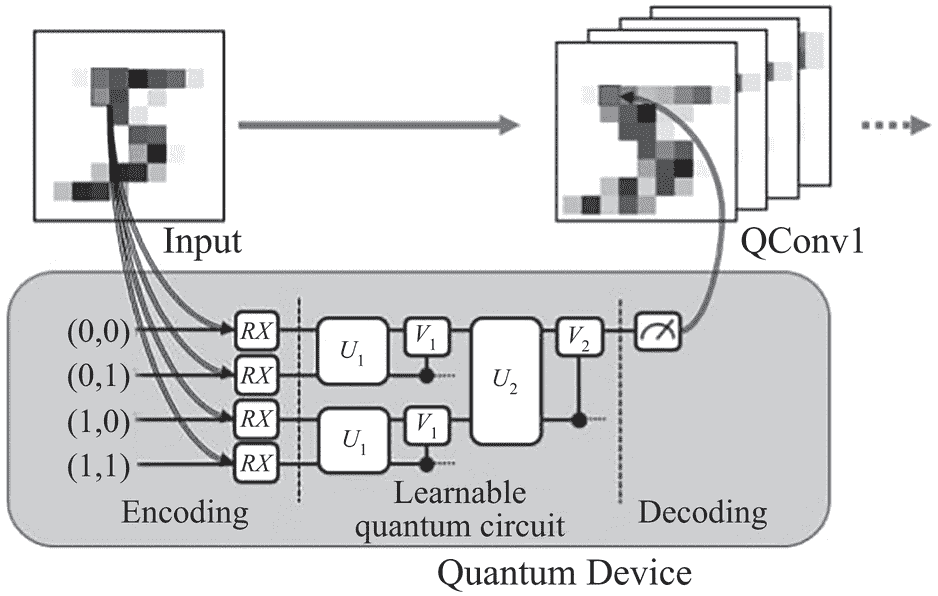 Input
QConv1
(0,0) RX U1 V1 U2 V2
(0,1) RX
(1,0) RX U1 V1
(1,1) RX
Encoding
Learnable
quantum circuit
Decoding
Quantum Device